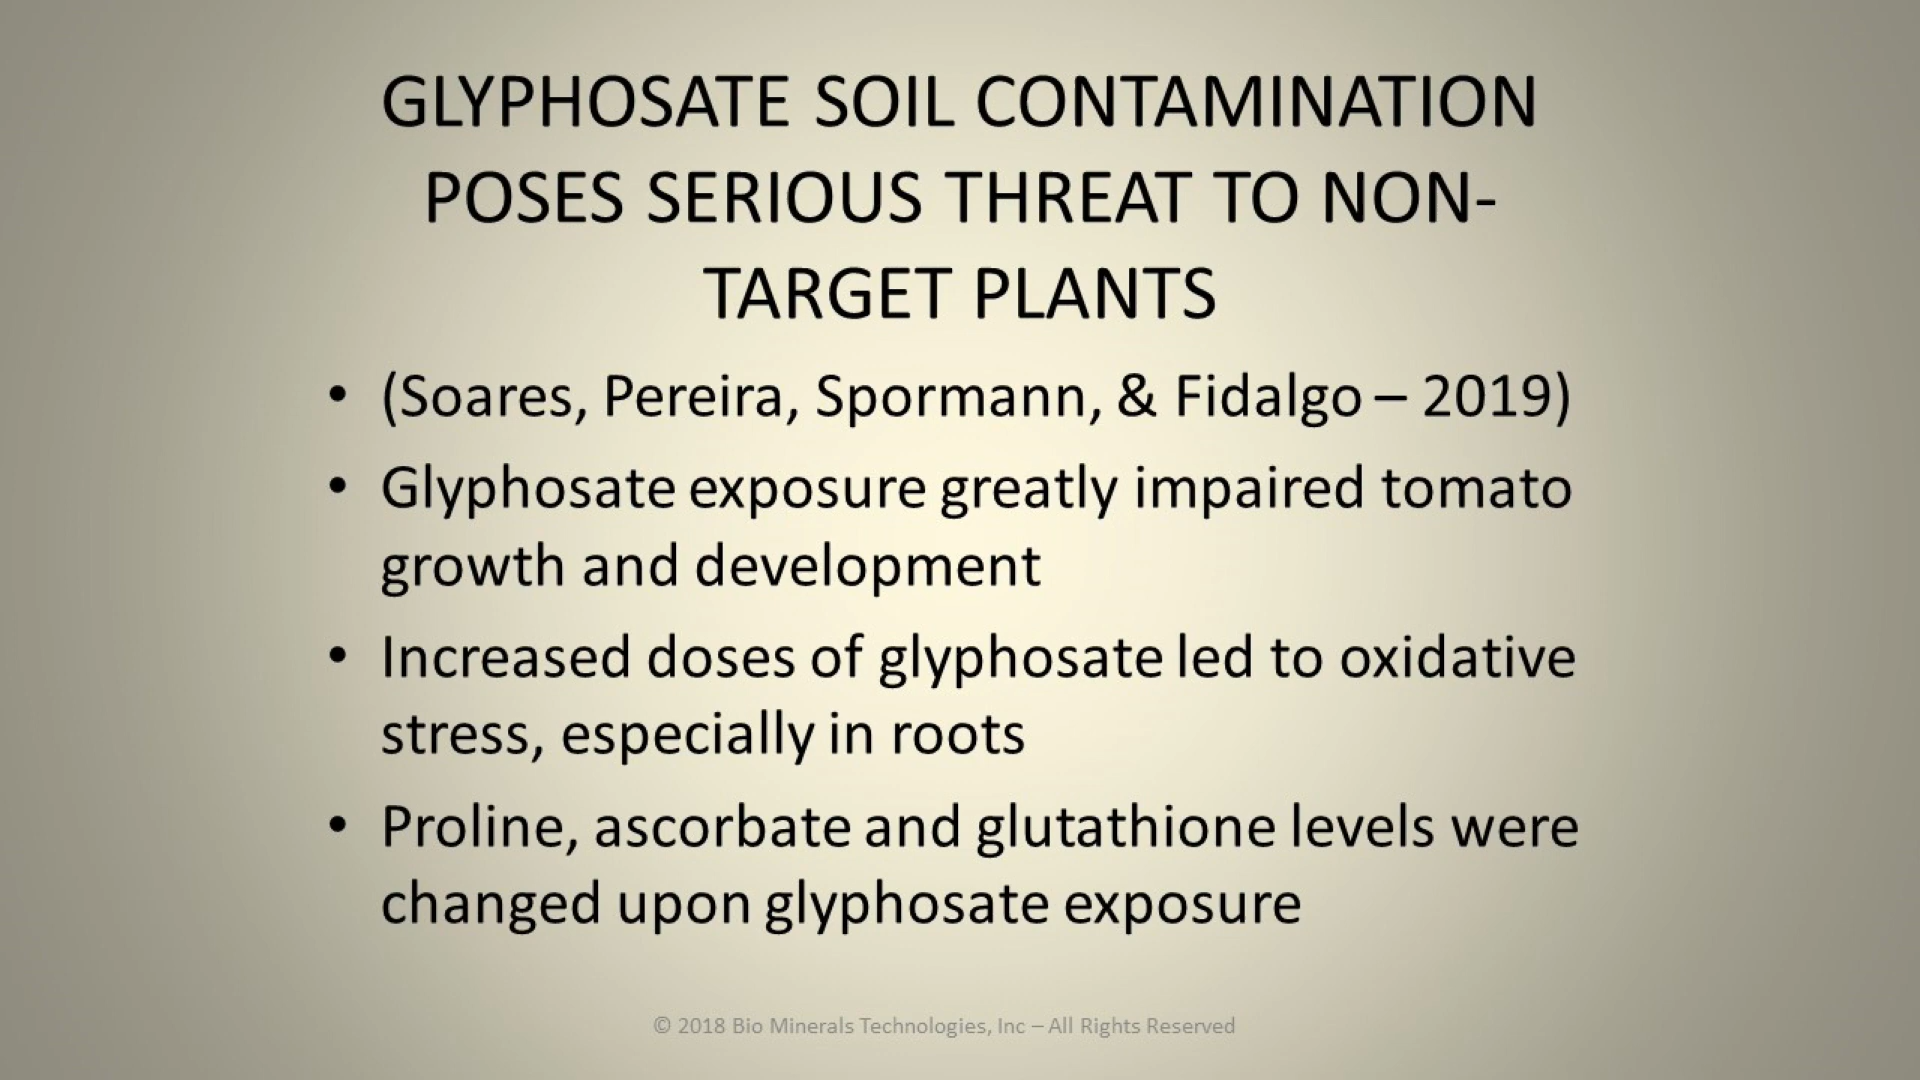 GLYPHOSATE SOIL CONTAMINATION
POSES SERIOUS THREAT TO NON-
TARGET PLANTS
• (Soares, Pereira, Spormann, & Fidalgo – 2019)
• Glyphosate exposure greatly impaired tomato
growth and development
• Increased doses of glyphosate led to oxidative
stress, especially in roots
• Proline, ascorbate and glutathione levels were
changed upon glyphosate exposure
© 2018 Bio Minerals Technologies, Inc – All Rights Reserved